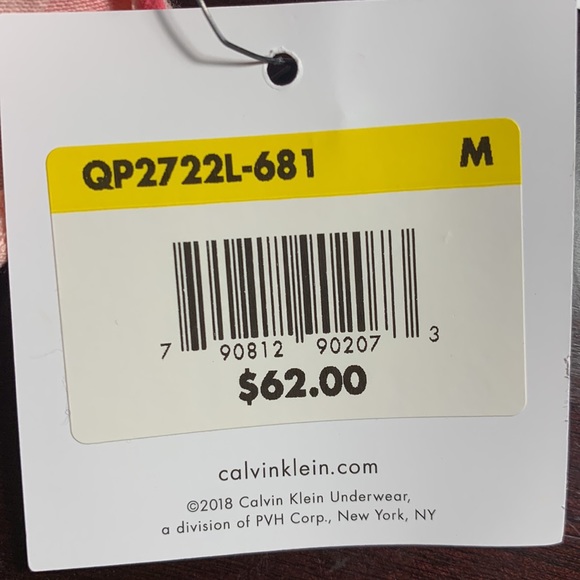 QP2722L-681 M
7 90812 90207 3
$62.00
calvinklein.com
©2018 Calvin Klein Underwear,
a division of PVH Corp., New York, NY